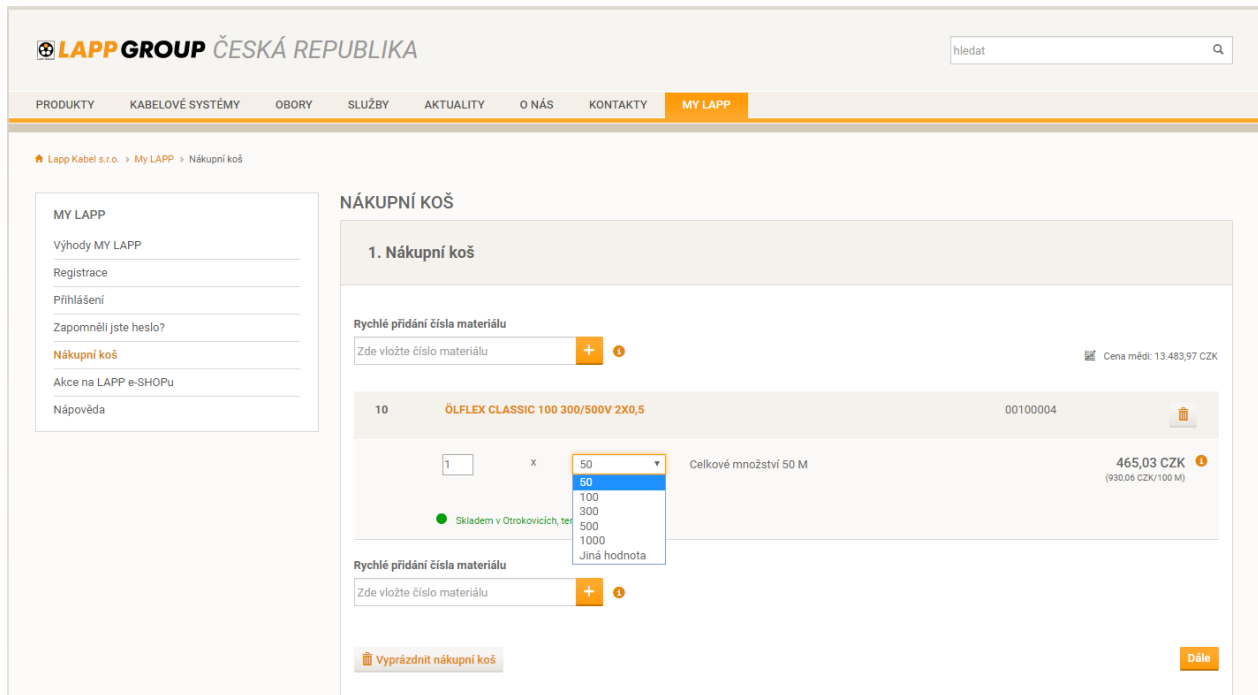 LAPP GROUP ČESKÁ REPUBLIKA
hledat
PRODUKTY KABELOVÉ SYSTÉMY OBORY SLUŽBY AKTUALITY O NÁS KONTAKTY MY LAPP
Lapp Kabel s.r.o. > My LAPP > Nákupní koš
MY LAPP
Výhody MY LAPP
Registrace
Přihlášení
Zapomněli jste heslo?
Nákupní koš
Akce na LAPP e-SHOPu
Nápověda
NÁKUPNÍ KOŠ
1. Nákupní koš
Rychlé přidání čísla materiálu
Zde vložte číslo materiálu +
Cena mědi: 13.483,97 CZK
10 ÖLFLEX CLASSIC 100 300/500V 2X0,5 00100004
1 x 50 Celkové množství 50 M 465,03 CZK
(930,06 CZK/100 M)
50
100
300
500
1000
Jiná hodnota
Skladem v Otrokovicích,
Rychlé přidání čísla materiálu
Zde vložte číslo materiálu +
Vyprázdnit nákupní koš
Dále